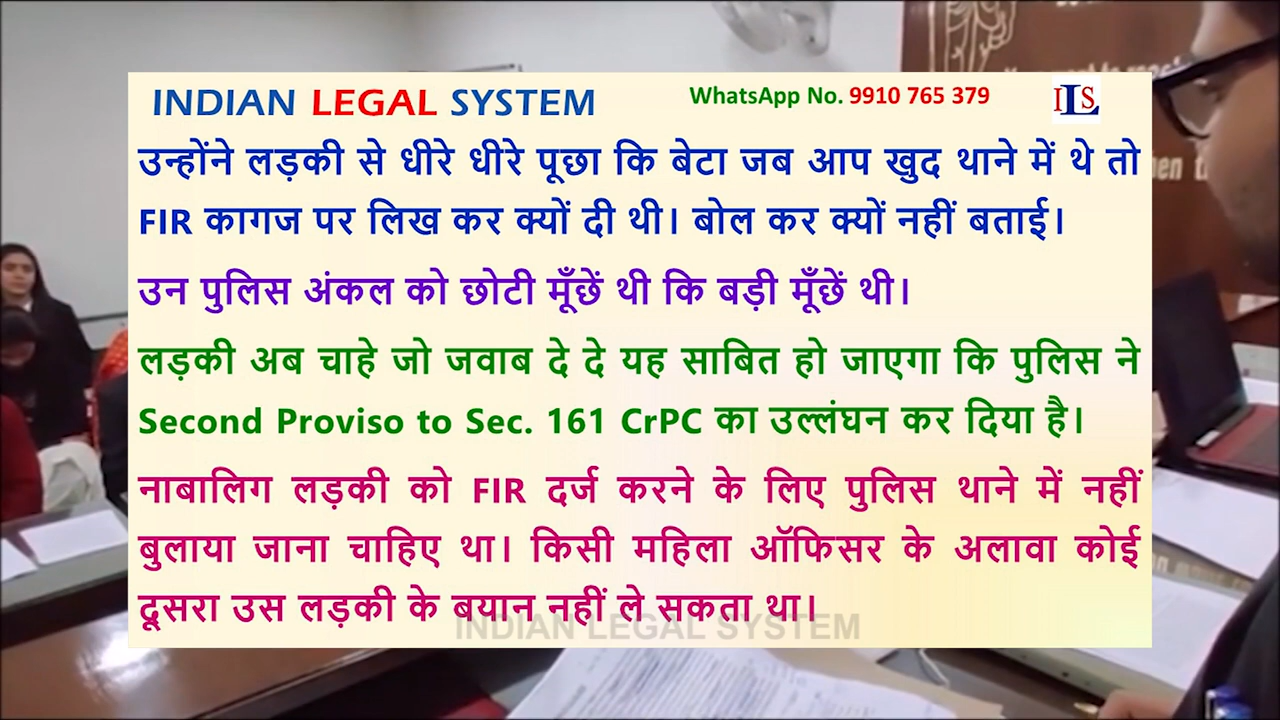 INDIAN LEGAL SYSTEM
WhatsApp No. 9910 765 379
ILS
उन्होंने लड़की से धीरे धीरे पूछा कि बेटा जब आप खुद थाने में थे तो
FIR कागज पर लिख कर क्यों दी थी। बोल कर क्यों नहीं बताई।
उन पुलिस अंकल को छोटी मूँछें थी कि बड़ी मूँछें थी।
लड़की अब चाहे जो जवाब दे दे यह साबित हो जाएगा कि पुलिस ने
Second Proviso to Sec. 161 CrPC का उल्लंघन कर दिया है।
नाबालिग लड़की को FIR दर्ज करने के लिए पुलिस थाने में नहीं
बुलाया जाना चाहिए था। किसी महिला ऑफिसर के अलावा कोई
दूसरा उस लड़की के बयान नहीं ले सकता था।
INDIAN LEGAL SYSTEM